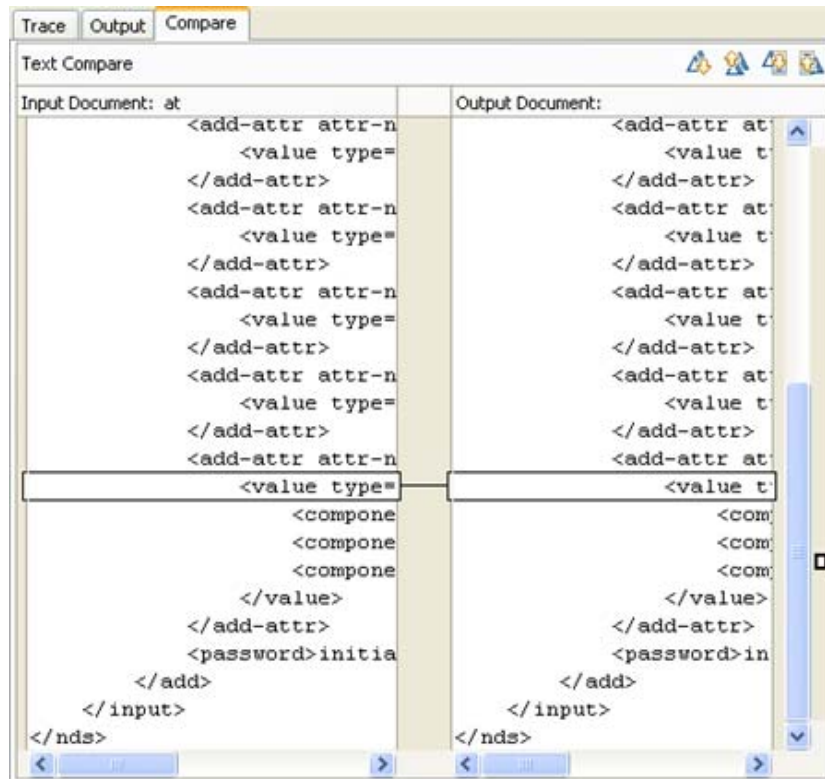 Trace Output Compare
Text Compare
Input Document: at
Output Document:
<add-attr attr-n
<value type=
</add-attr>
<add-attr attr-n
<value type=
</add-attr>
<add-attr attr-n
<value type=
</add-attr>
<add-attr attr-n
<value type=
</add-attr>
<add-attr attr-n
<value type=
<compone
<compone
<compone
</value>
</add-attr>
<password>initia
</add>
</input>
</nds>
<add-attr at
<value t
</add-attr>
<add-attr at
<value t
</add-attr>
<add-attr at
<value t
</add-attr>
<add-attr at
<value t
</add-attr>
<add-attr at
<value t
<com
<com
<com
</value>
</add-attr>
<password>in
</add>
</input>
</nds>